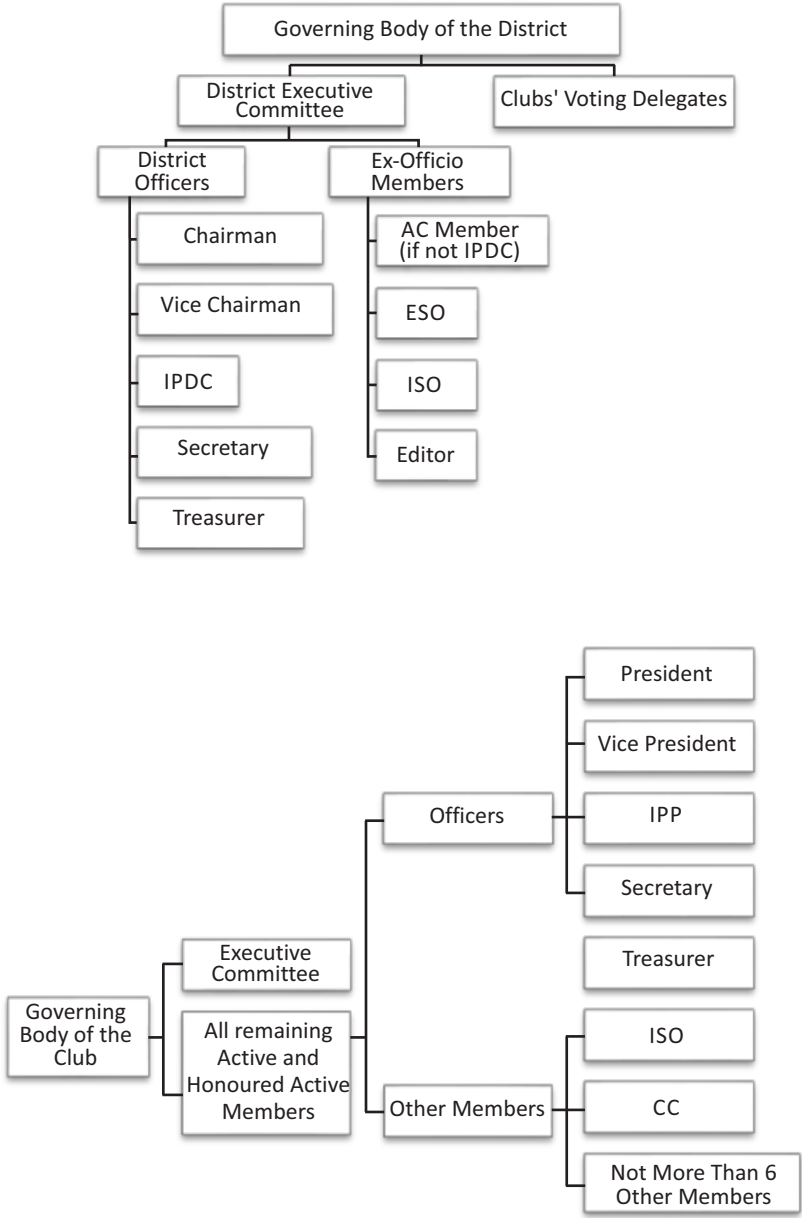 Governing Body of the District
District Executive
Committee
Clubs' Voting Delegates
District
Officers
Ex-Officio
Members
Chairman
Vice Chairman
IPDC
Secretary
Treasurer
AC Member
(if not IPDC)
ESO
ISO
Editor
Governing
Body of the
Club
Executive
Committee
All remaining
Active and
Honoured Active
Members
Officers
President
Vice President
IPP
Secretary
Treasurer
Other Members
ISO
CC
Not More Than 6
Other Members